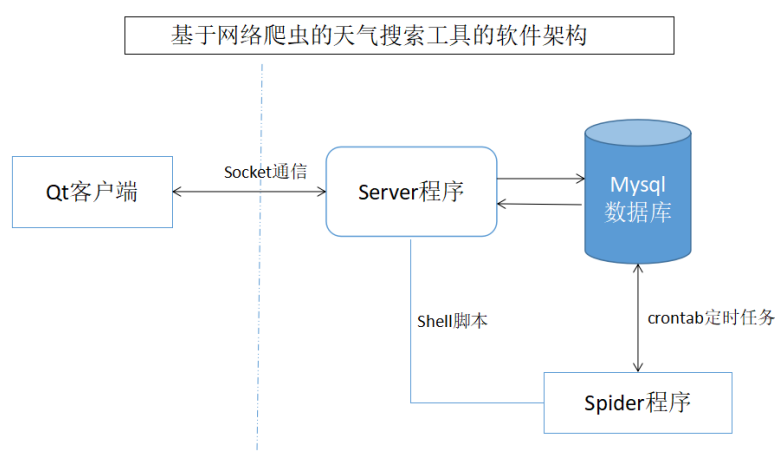 基于网络爬虫的天气搜索工具的软件架构
Socket通信
Qt客户端
Server程序
Mysql
数据库
Shell脚本
crontab定时任务
Spider程序